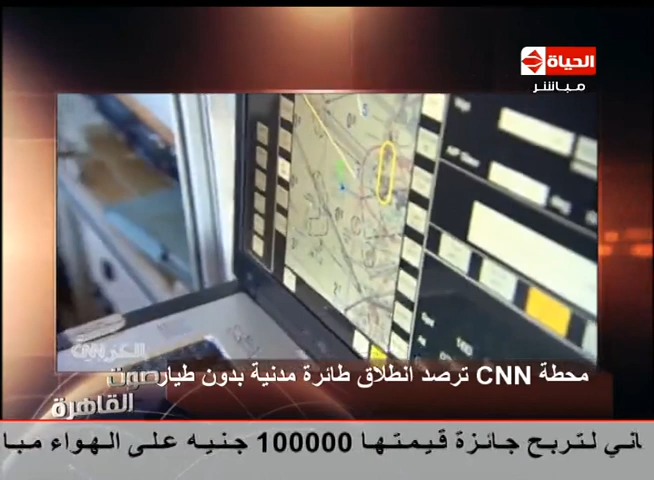 الحياة
مباشر
محطة CNN ترصد انطلاق طائرة مدنية بدون طيار
صوت
القاهرة
اني لتربح جائزة قيمتها 100000 جنيه على الهواء مبا